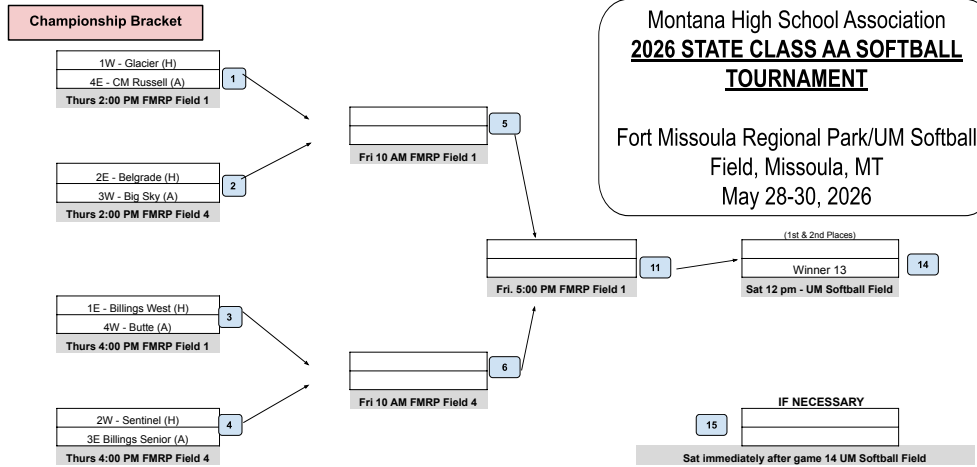 Championship Bracket
Montana High School Association
2026 STATE CLASS AA SOFTBALL
TOURNAMENT
Fort Missoula Regional Park/UM Softball
Field, Missoula, MT
May 28-30, 2026
1W - Glacier (H)
4E - CM Russell (A)
1
Thurs 2:00 PM FMRP Field 1
5
Fri 10 AM FMRP Field 1
2E - Belgrade (H)
3W - Big Sky (A)
2
Thurs 2:00 PM FMRP Field 4
11
Fri. 5:00 PM FMRP Field 1
(1st & 2nd Places)
Winner 13
14
Sat 12 pm - UM Softball Field
1E - Billings West (H)
4W - Butte (A)
3
Thurs 4:00 PM FMRP Field 1
6
Fri 10 AM FMRP Field 4
2W - Sentinel (H)
3E Billings Senior (A)
4
Thurs 4:00 PM FMRP Field 4
IF NECESSARY
15
Sat immediately after game 14 UM Softball Field